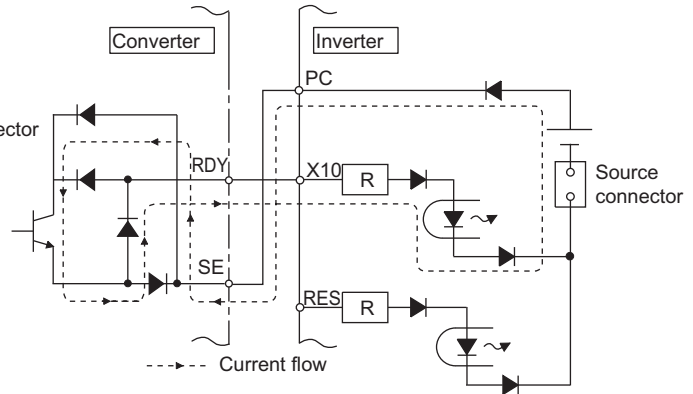 Converter
Inverter
PC
RDY
X10
R
Source
connector
SE
RES
R
Current flow